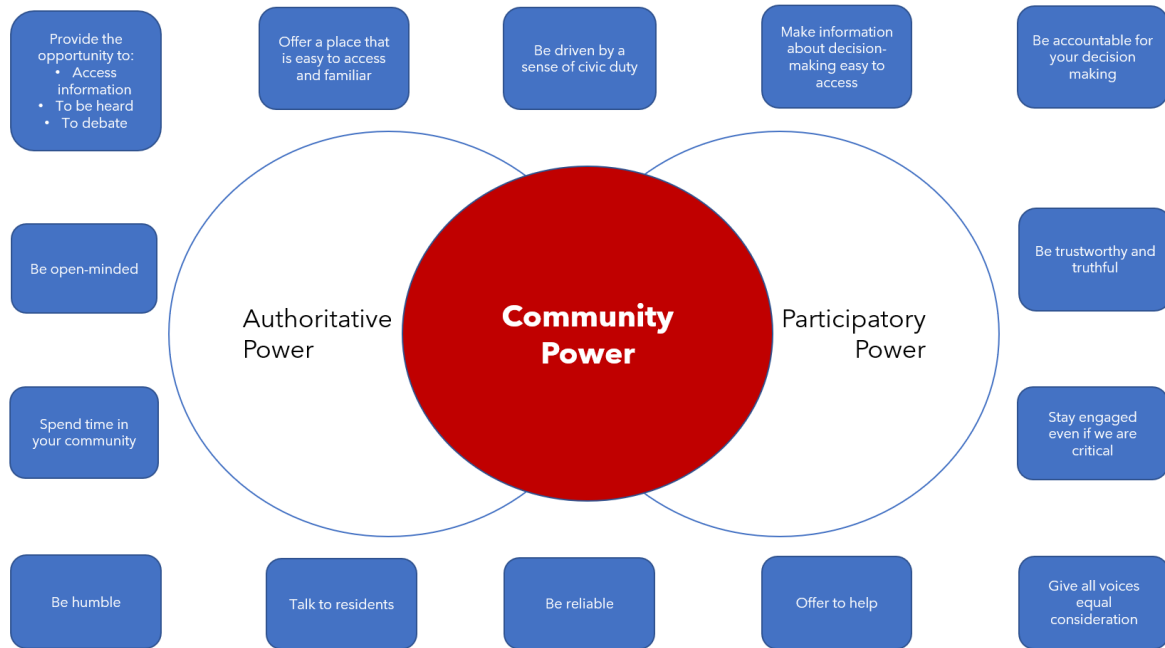 Provide the
opportunity to:
• Access
information
• To be heard
• To debate
Offer a place that
is easy to access
and familiar
Be driven by a
sense of civic duty
Make information
about decision-
making easy to
access
Be accountable for
your decision
making
Be open-minded
Be trustworthy and
truthful
Authoritative
Power
Community
Power
Participatory
Power
Spend time in
your community
Stay engaged
even if we are
critical
Be humble
Talk to residents
Be reliable
Offer to help
Give all voices
equal
consideration